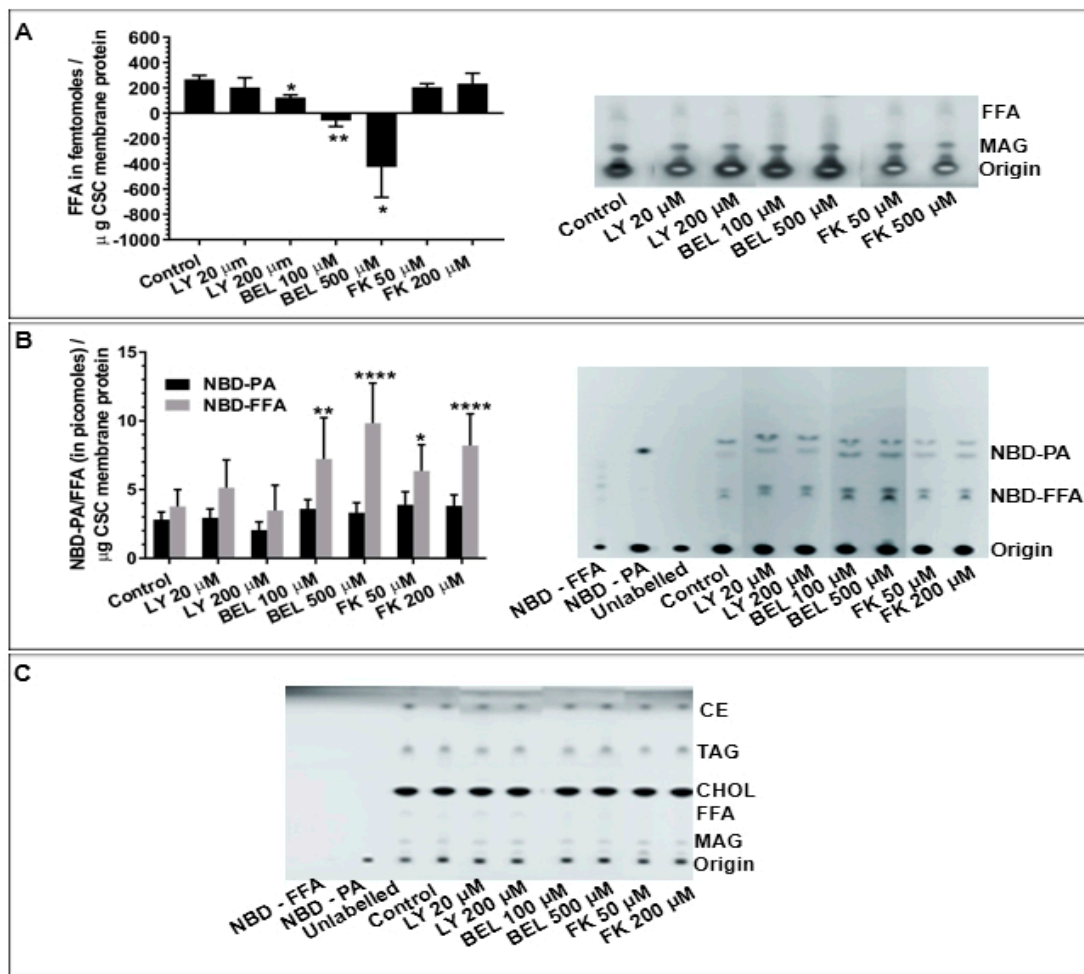 A
FFA in femtomoles /
μ g CSC membrane protein
600
400
200
0
-200
-400
-600
-800
-1000
*
**
*
Control
LY 20 μm
LY 200 μm
BEL 100 μM
BEL 500 μM
FK 50 μM
FK 200 μM
FFA
MAG
Origin
Control
LY 20 μM
LY 200 μM
BEL 100 μM
BEL 500 μM
FK 50 μM
FK 500 μM
B
NBD-PA/FFA (in picomoles) /
μg CSC membrane protein
15
10
5
0
NBD-PA
NBD-FFA
**
****
*
****
Control
LY 20 μM
LY 200 μM
BEL 100 μM
BEL 500 μM
FK 50 μM
FK 200 μM
NBD-PA
NBD-FFA
Origin
NBD - FFA
NBD - PA
Unlabelled
Control
LY 20 μM
LY 200 μM
BEL 100 μM
BEL 500 μM
FK 50 μM
FK 200 μM
C
CE
TAG
CHOL
FFA
MAG
Origin
NBD - FFA
NBD - PA
Unlabelled
Control
LY 20 μM
LY 200 μM
BEL 100 μM
BEL 500 μM
FK 50 μM
FK 200 μM